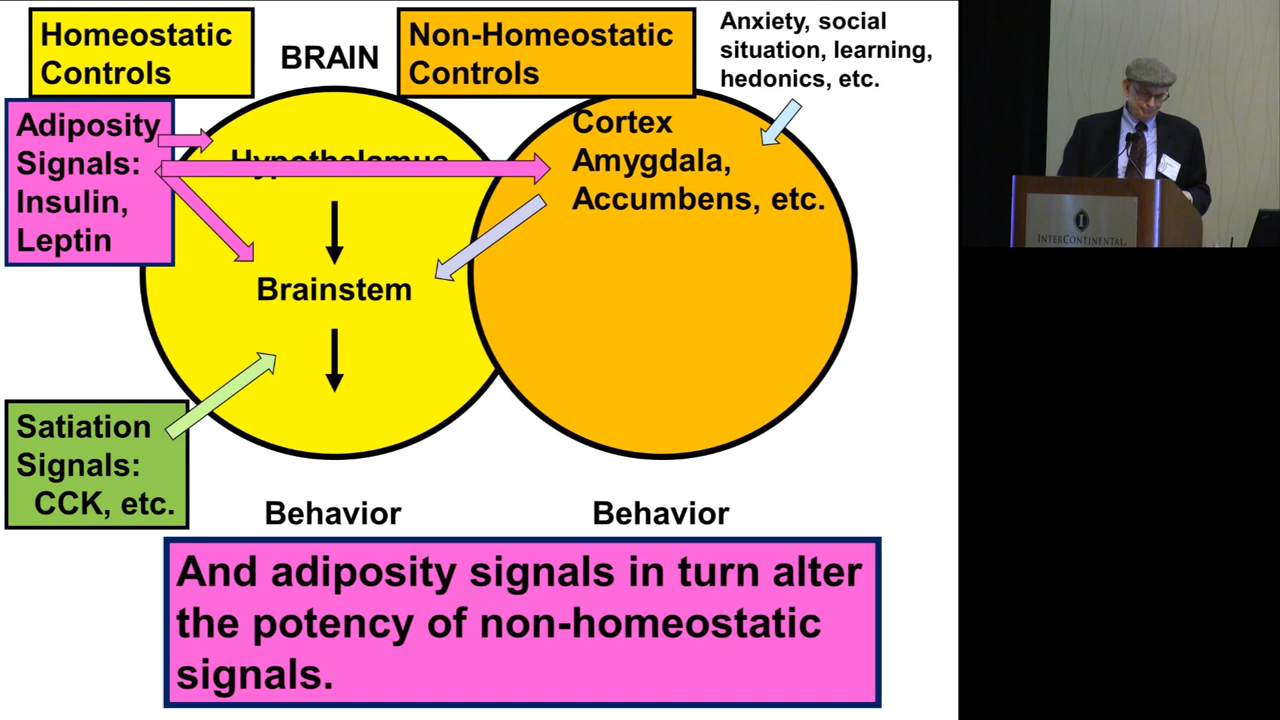 Homeostatic
Controls
BRAIN
Non-Homeostatic
Controls
Anxiety, social
situation, learning,
hedonics, etc.
Adiposity
Signals:
Insulin,
Leptin
Hypothalamus
Cortex
Amygdala,
Accumbens, etc.
Brainstem
Satiation
Signals:
CCK, etc.
Behavior
Behavior
And adiposity signals in turn alter
the potency of non-homeostatic
signals.
INTERCONTINENTAL